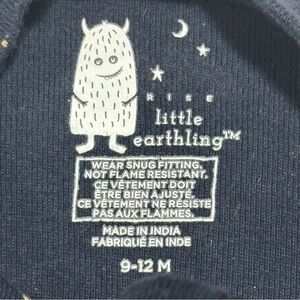 RISE
little
earthling™
WEAR SNUG FITTING.
NOT FLAME RESISTANT.
CE VÊTEMENT DOIT
ÊTRE BIEN AJUSTÉ.
CE VÊTEMENT NE RÉSISTE
PAS AUX FLAMMES.
MADE IN INDIA
FABRIQUÉ EN INDE
9-12 M